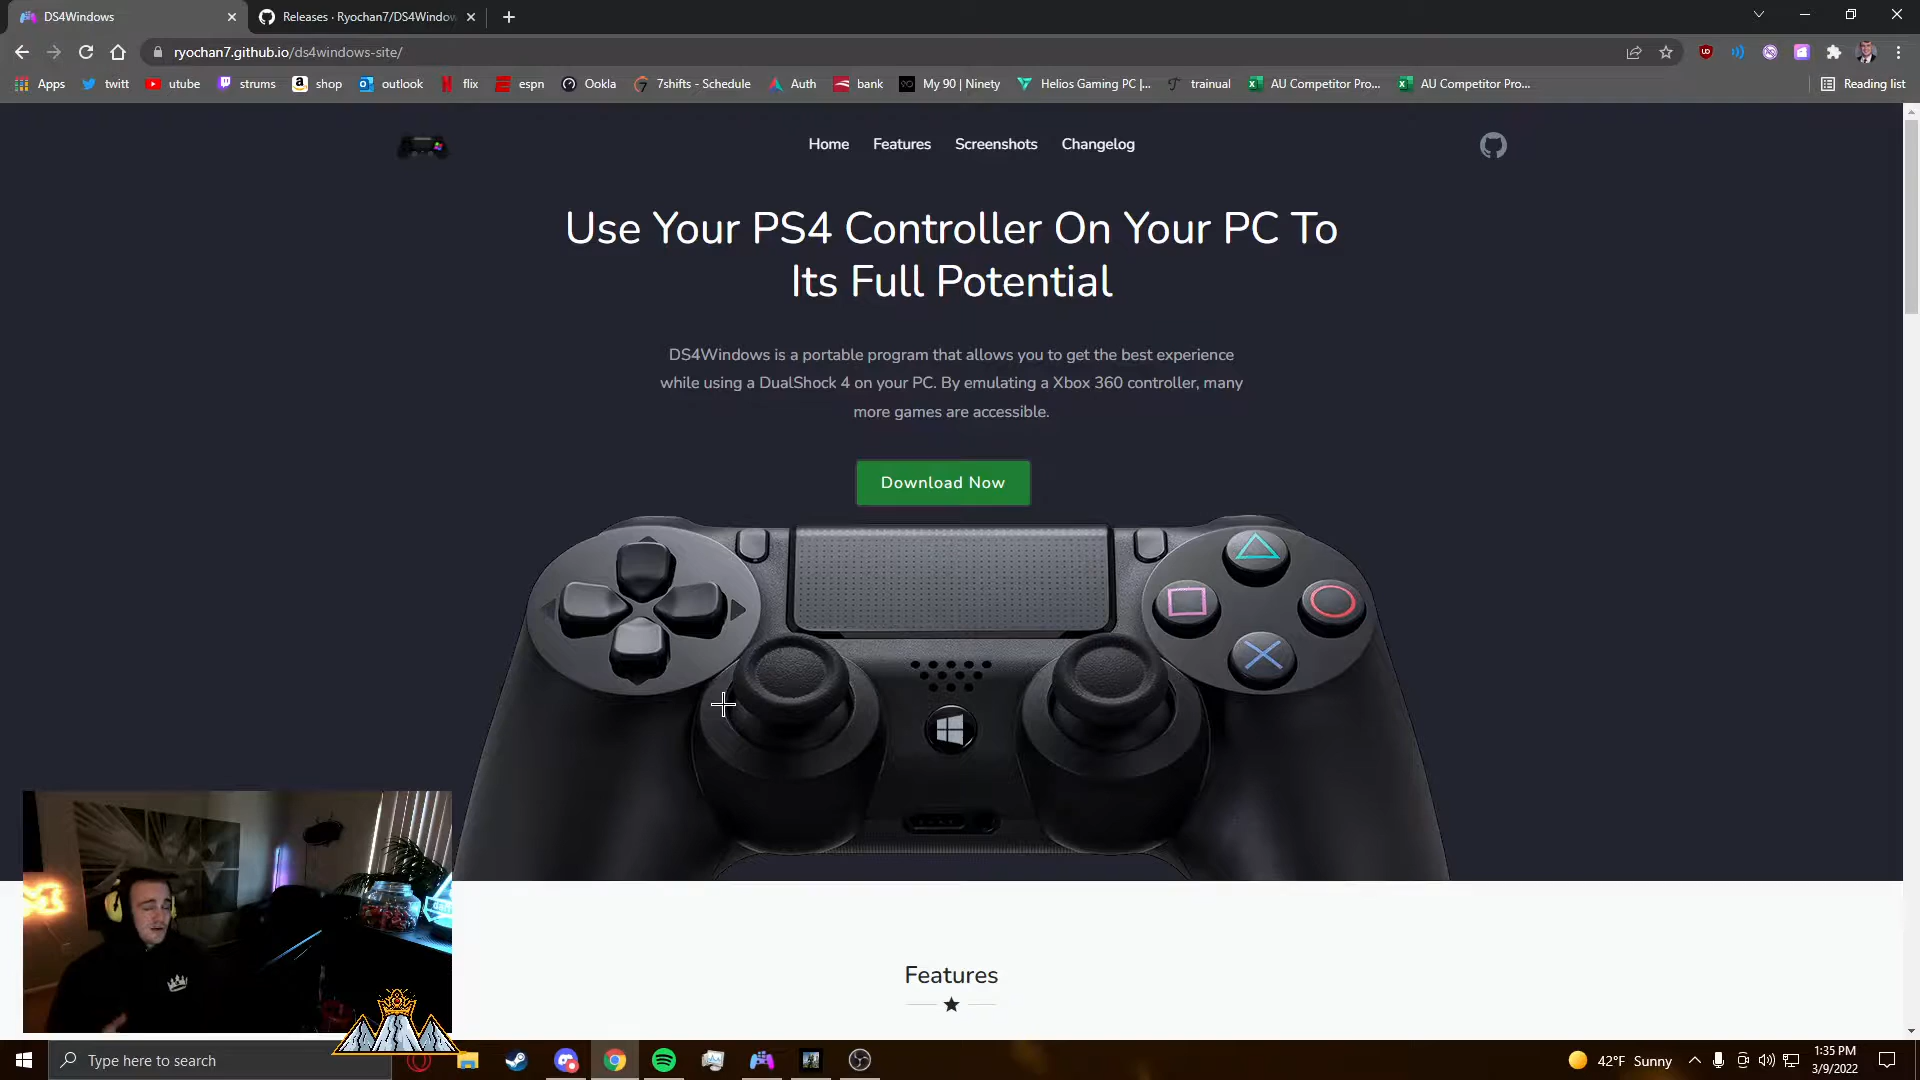 DS4Windows
Releases · Ryochan7/DS4Window
ryochan7.github.io/ds4windows-site/
Apps twitt utube strums shop outlook flix espn Ookla 7shifts - Schedule Auth bank My 90 | Ninety Helios Gaming PC |... trainual AU Competitor Pro... AU Competitor Pro... Reading list
Home Features Screenshots Changelog
Use Your PS4 Controller On Your PC To
Its Full Potential
DS4Windows is a portable program that allows you to get the best experience
while using a DualShock 4 on your PC. By emulating a Xbox 360 controller, many
more games are accessible.
Download Now
Features
Type here to search
42°F Sunny
1:35 PM
3/9/2022